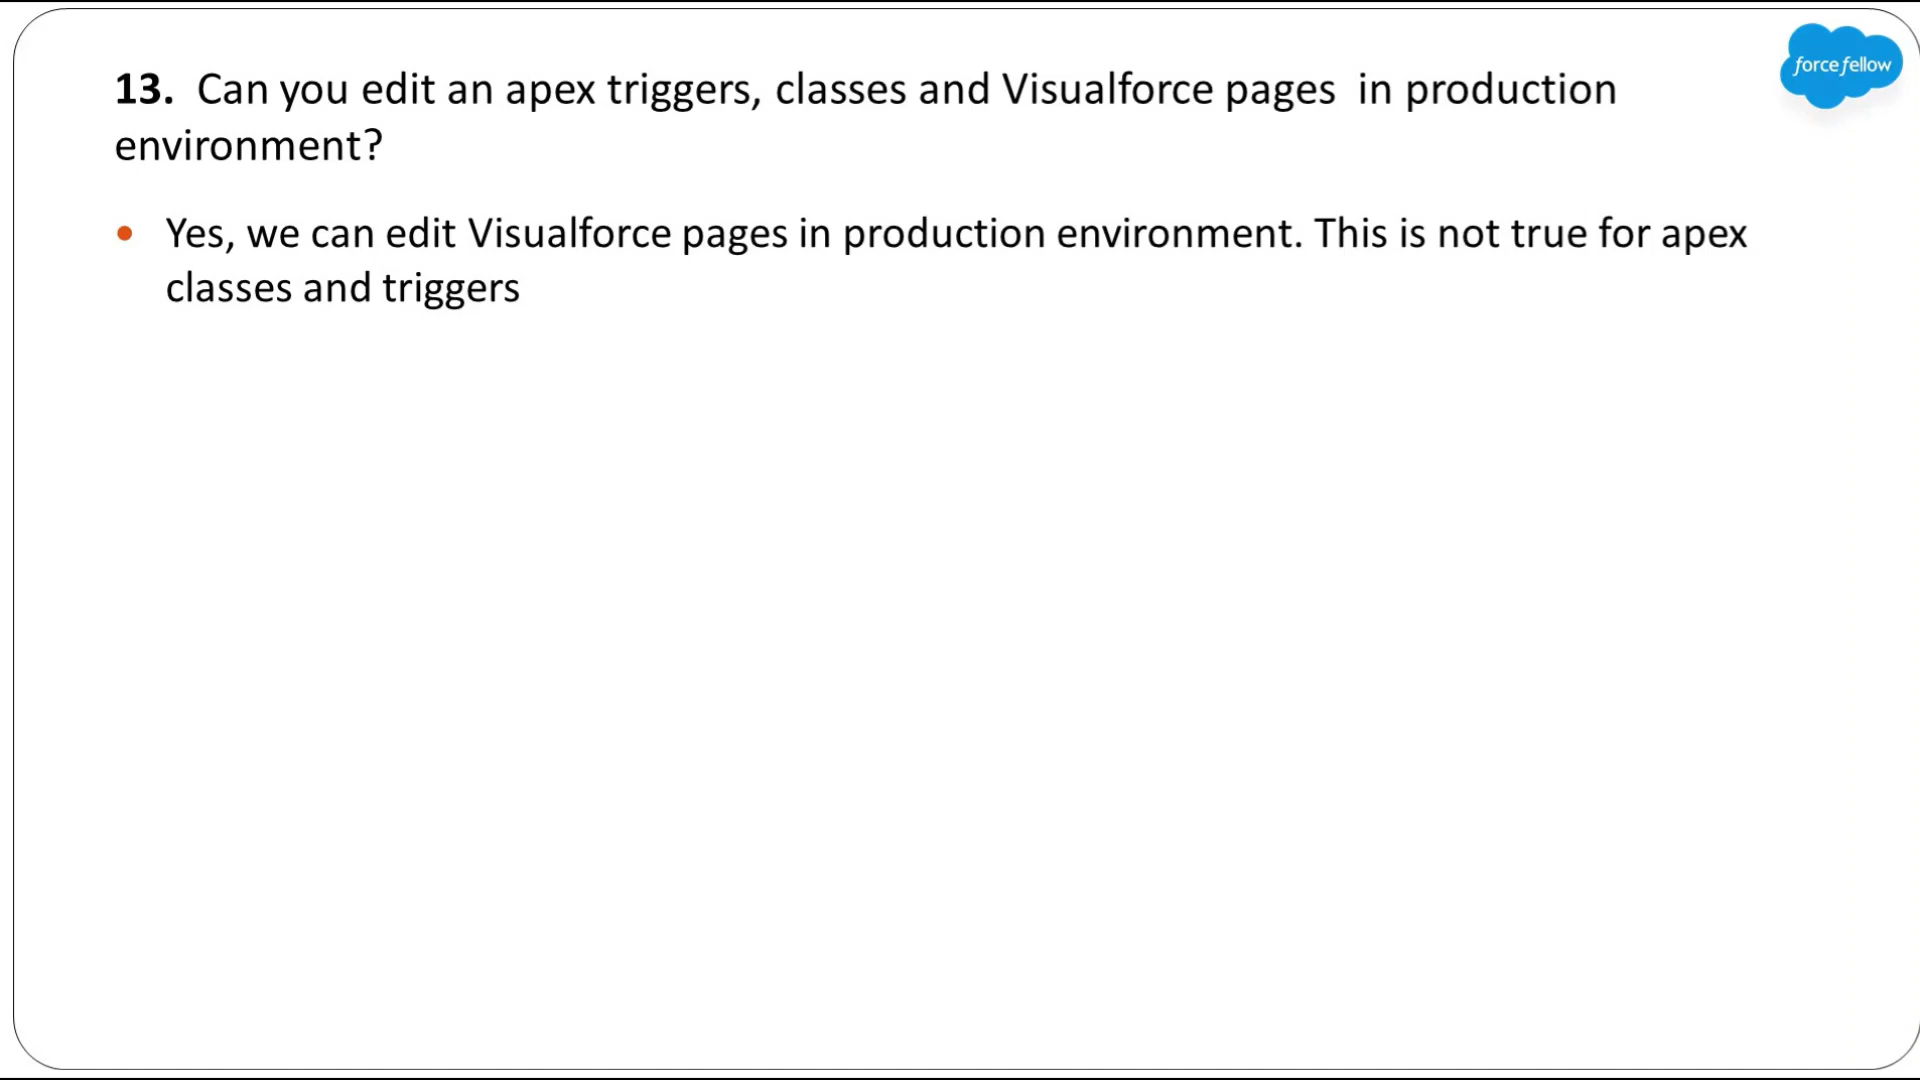 force fellow
13. Can you edit an apex triggers, classes and Visualforce pages  in production
environment?
• Yes, we can edit Visualforce pages in production environment. This is not true for apex
classes and triggers